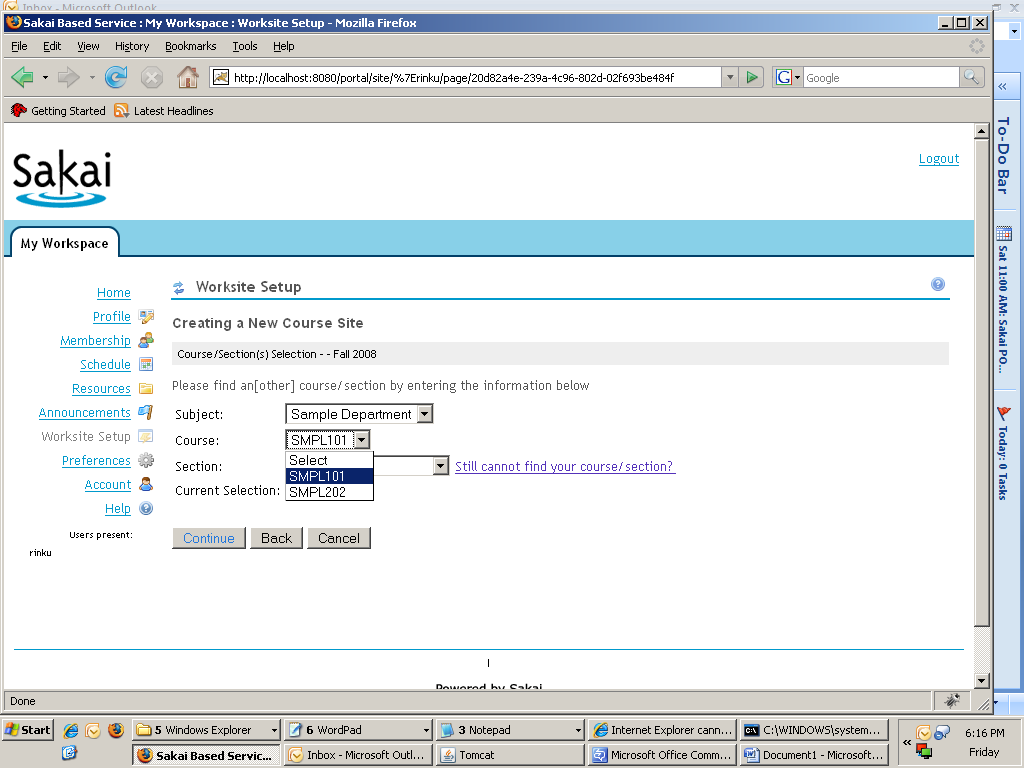 Inbox - Microsoft Outlook
Sakai Based Service : My Workspace : Worksite Setup - Mozilla Firefox
File Edit View History Bookmarks Tools Help
http://localhost:8080/portal/site/%7Erinku/page/20d82a4e-239a-4c96-802d-02f693be484f
G Google
Getting Started Latest Headlines
Sakai
Logout
My Workspace
Home
Profile
Membership
Schedule
Resources
Announcements
Worksite Setup
Preferences
Account
Help
Users present:
rinku
Worksite Setup
Creating a New Course Site
Course/Section(s) Selection - - Fall 2008
Please find an[other] course/section by entering the information below
Subject: Sample Department
Course: SMPL101
Select
SMPL101
SMPL202
Section: Still cannot find your course/section?
Current Selection:
Continue Back Cancel
Powered by Sakai
Done
To-Do Bar
Sat 11:00 AM: Sakai PO...
Today: 0 Tasks
Start 5 Windows Explorer 6 WordPad 3 Notepad Internet Explorer cann... C:\WINDOWS\system... 6:16 PM
Sakai Based Servic... Inbox - Microsoft Outl... Tomcat Microsoft Office Comm... Document1 - Microsoft... Friday